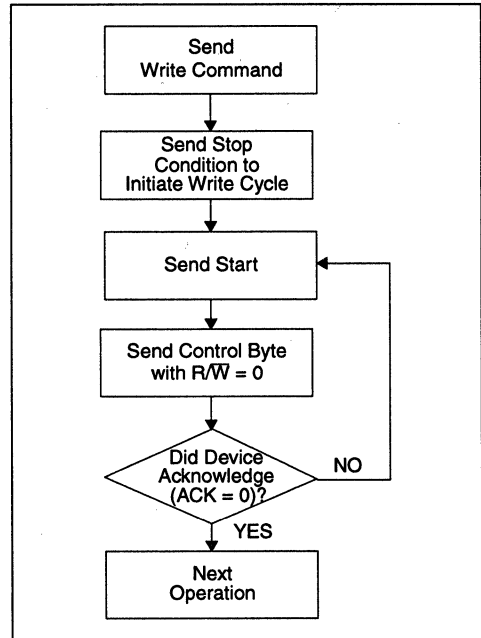 Send
Write Command
Send Stop
Condition to
Initiate Write Cycle
Send Start
Send Control Byte
with R/W̅ = 0
Did Device
Acknowledge
(ACK = 0)?
NO
YES
Next
Operation